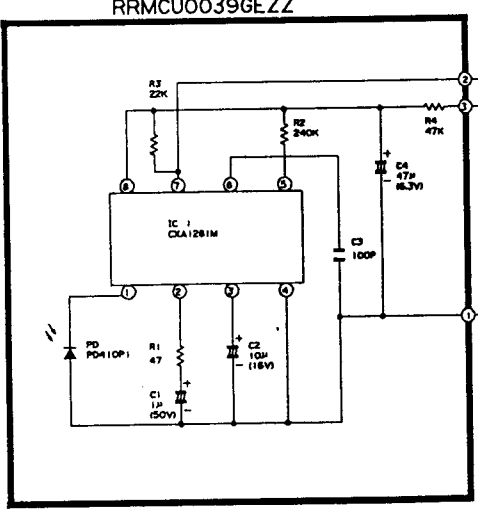 RRMCU0039GEZZ
R3
22K
2
3
R2
240K
R4
47K
8
7
6
5
C4
47µ
(6.3V)
IC 1
CXA1261M
C3
100P
1
2
3
4
1
PD
PD410PI
R1
47
C2
10µ
(16V)
C1
1µ
(50V)